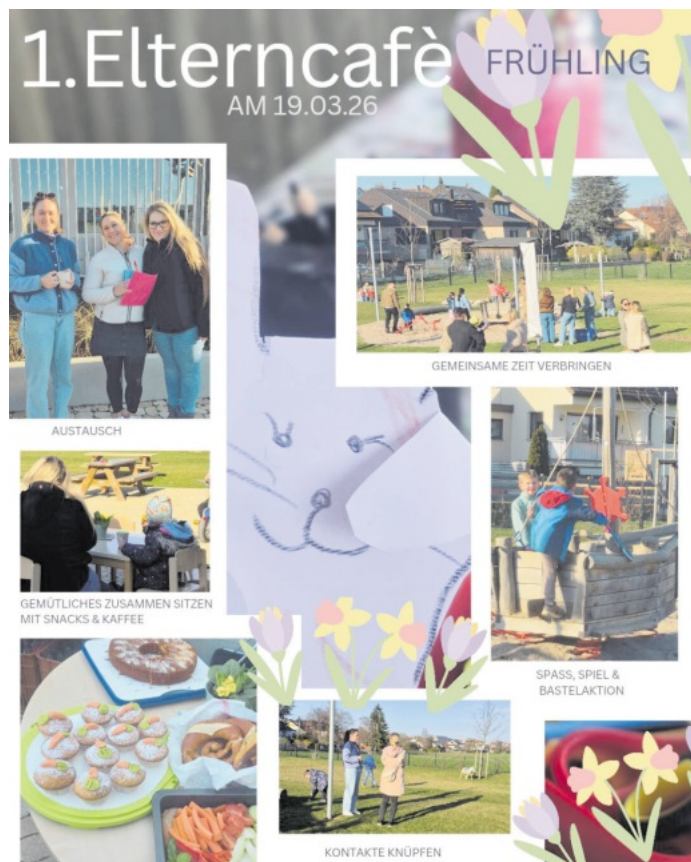 1.Elterncafè
FRÜHLING
AM 19.03.26
GEMEINSAME ZEIT VERBRINGEN
AUSTAUSCH
GEMÜTLICHES ZUSAMMEN SITZEN
MIT SNACKS & KAFFEE
SPASS, SPIEL &
BASTELAKTION
KONTAKTE KNÜPFEN